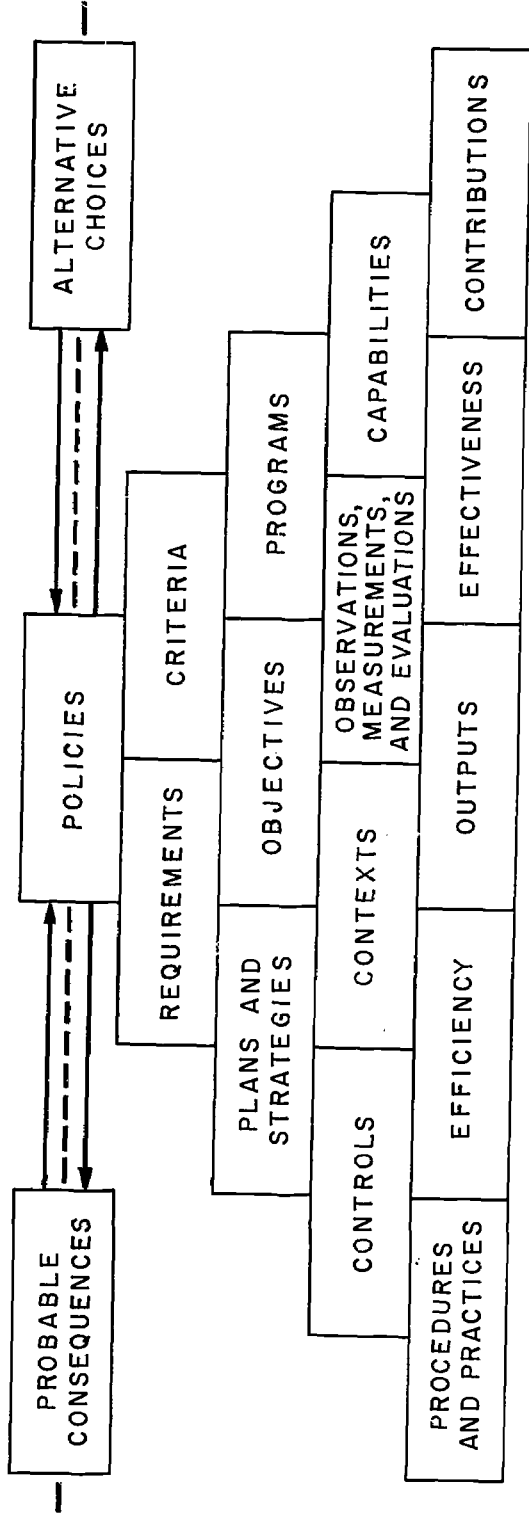 PROBABLE
CONSEQUENCES
POLICIES
ALTERNATIVE
CHOICES
REQUIREMENTS
CRITERIA
PLANS AND
STRATEGIES
OBJECTIVES
PROGRAMS
CONTROLS
CONTEXTS
OBSERVATIONS,
MEASUREMENTS,
AND EVALUATIONS
CAPABILITIES
PROCEDURES
AND PRACTICES
EFFICIENCY
OUTPUTS
EFFECTIVENESS
CONTRIBUTIONS